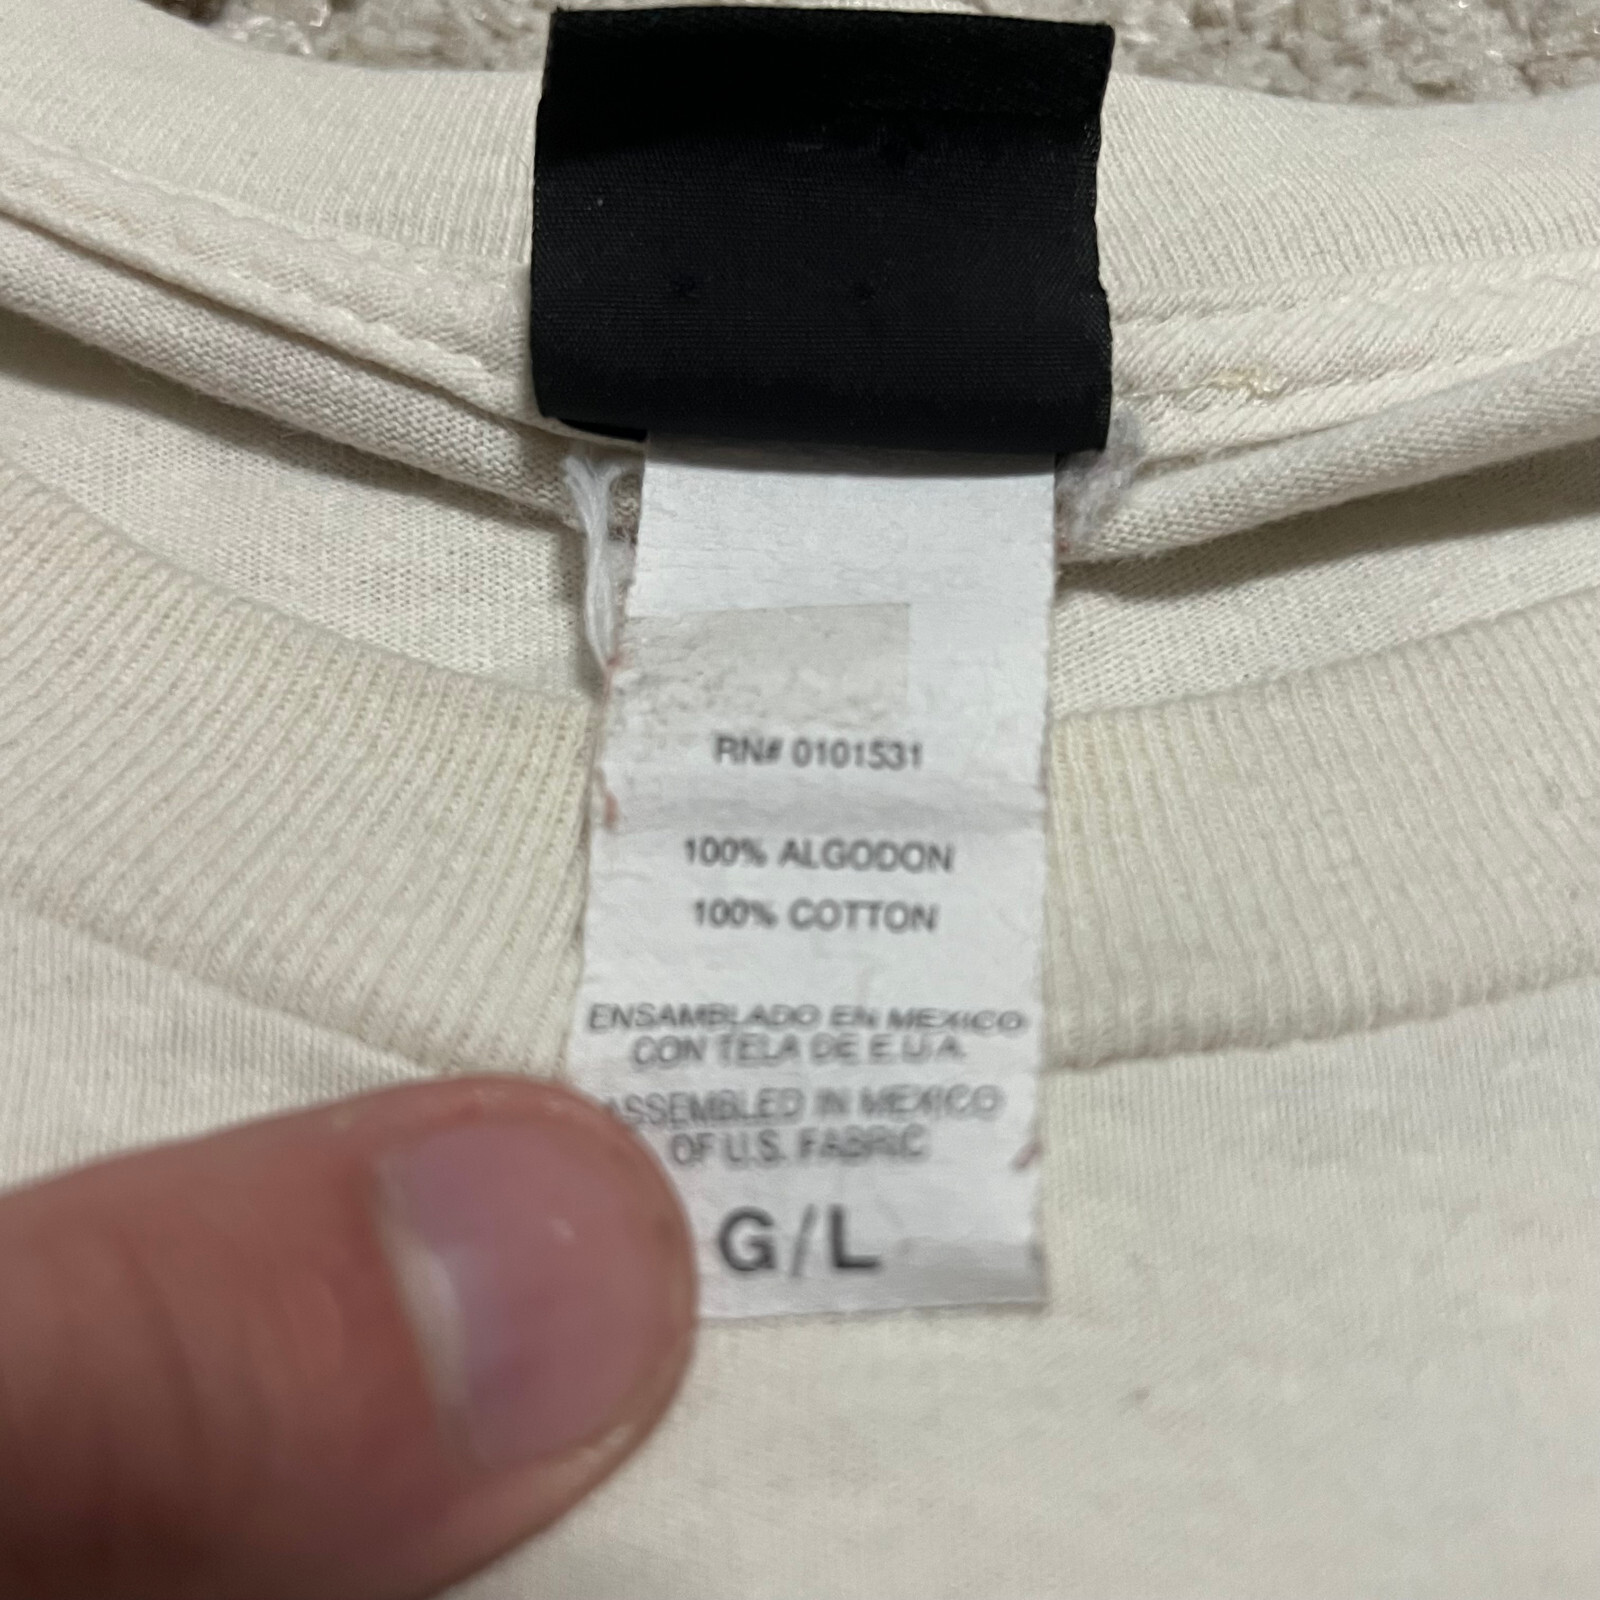 RN# 0101531
100% ALGODON
100% COTTON
ENSAMBLADO EN MEXICO
CON TELA DE E.U.A.
ASSEMBLED IN MEXICO
OF U.S. FABRIC
G/L